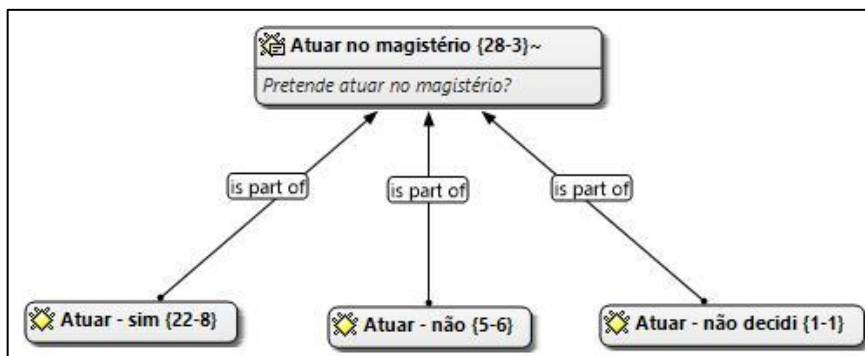 Atuar no magistério {28-3}~
Pretende atuar no magistério?
is part of
is part of
is part of
Atuar - sim {22-8}
Atuar - não {5-6}
Atuar - não decidi {1-1}